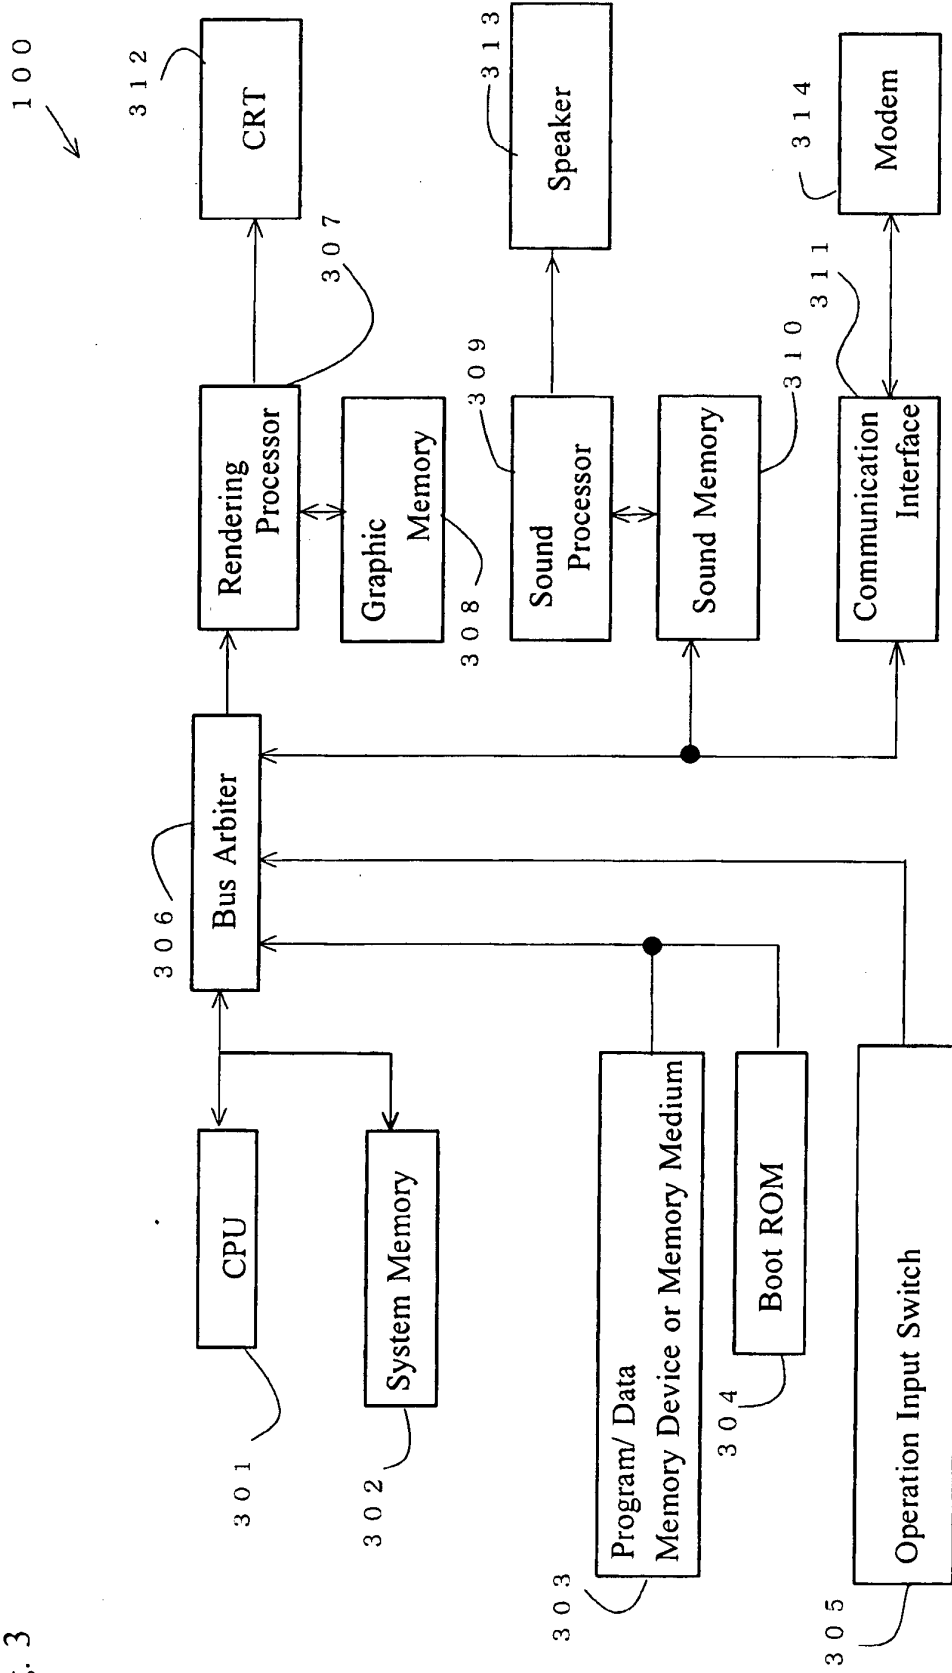 . 3
100
301
CPU
302
System Memory
303
Program/ Data
Memory Device or Memory Medium
304
Boot ROM
305
Operation Input Switch
306
Bus Arbiter
Rendering
Processor
307
Graphic
Memory
308
309
Sound
Processor
Sound Memory
310
311
Communication
Interface
312
CRT
313
Speaker
314
Modem